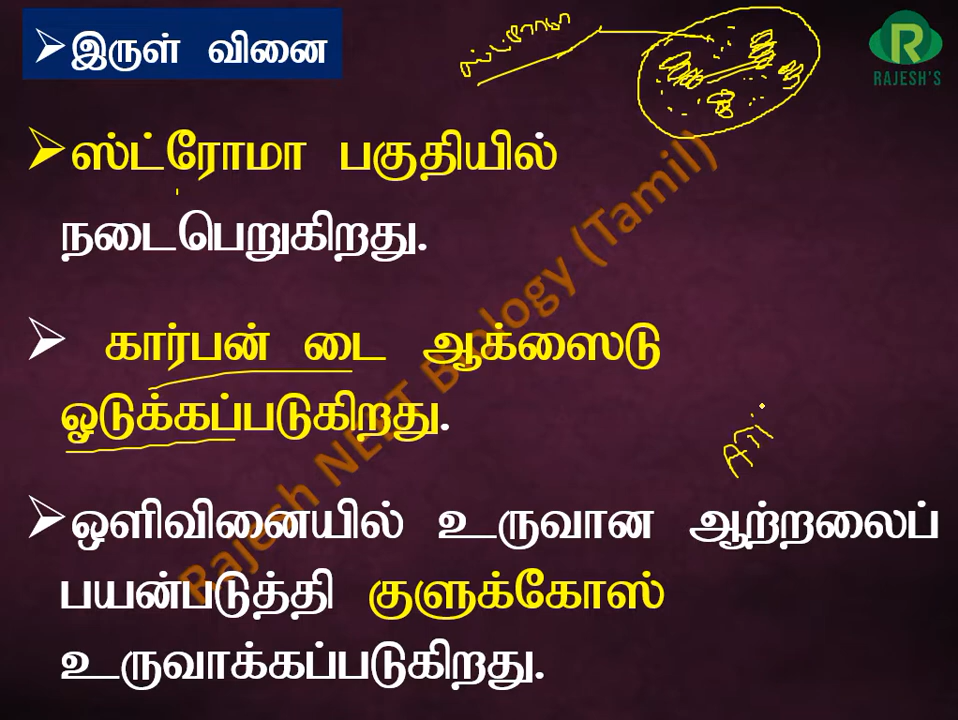 ➤இருள் வினை
R
RAJESH'S
➤ஸ்ட்ரோமா பகுதியில்
நடைபெறுகிறது.
➤ கார்பன் டை ஆக்ஸைடு
ஒடுக்கப்படுகிறது.
➤ஒளிவினையில் உருவான ஆற்றலைப்
பயன்படுத்தி குளுக்கோஸ்
உருவாக்கப்படுகிறது.
Rajesh NEET Biology (Tamil)